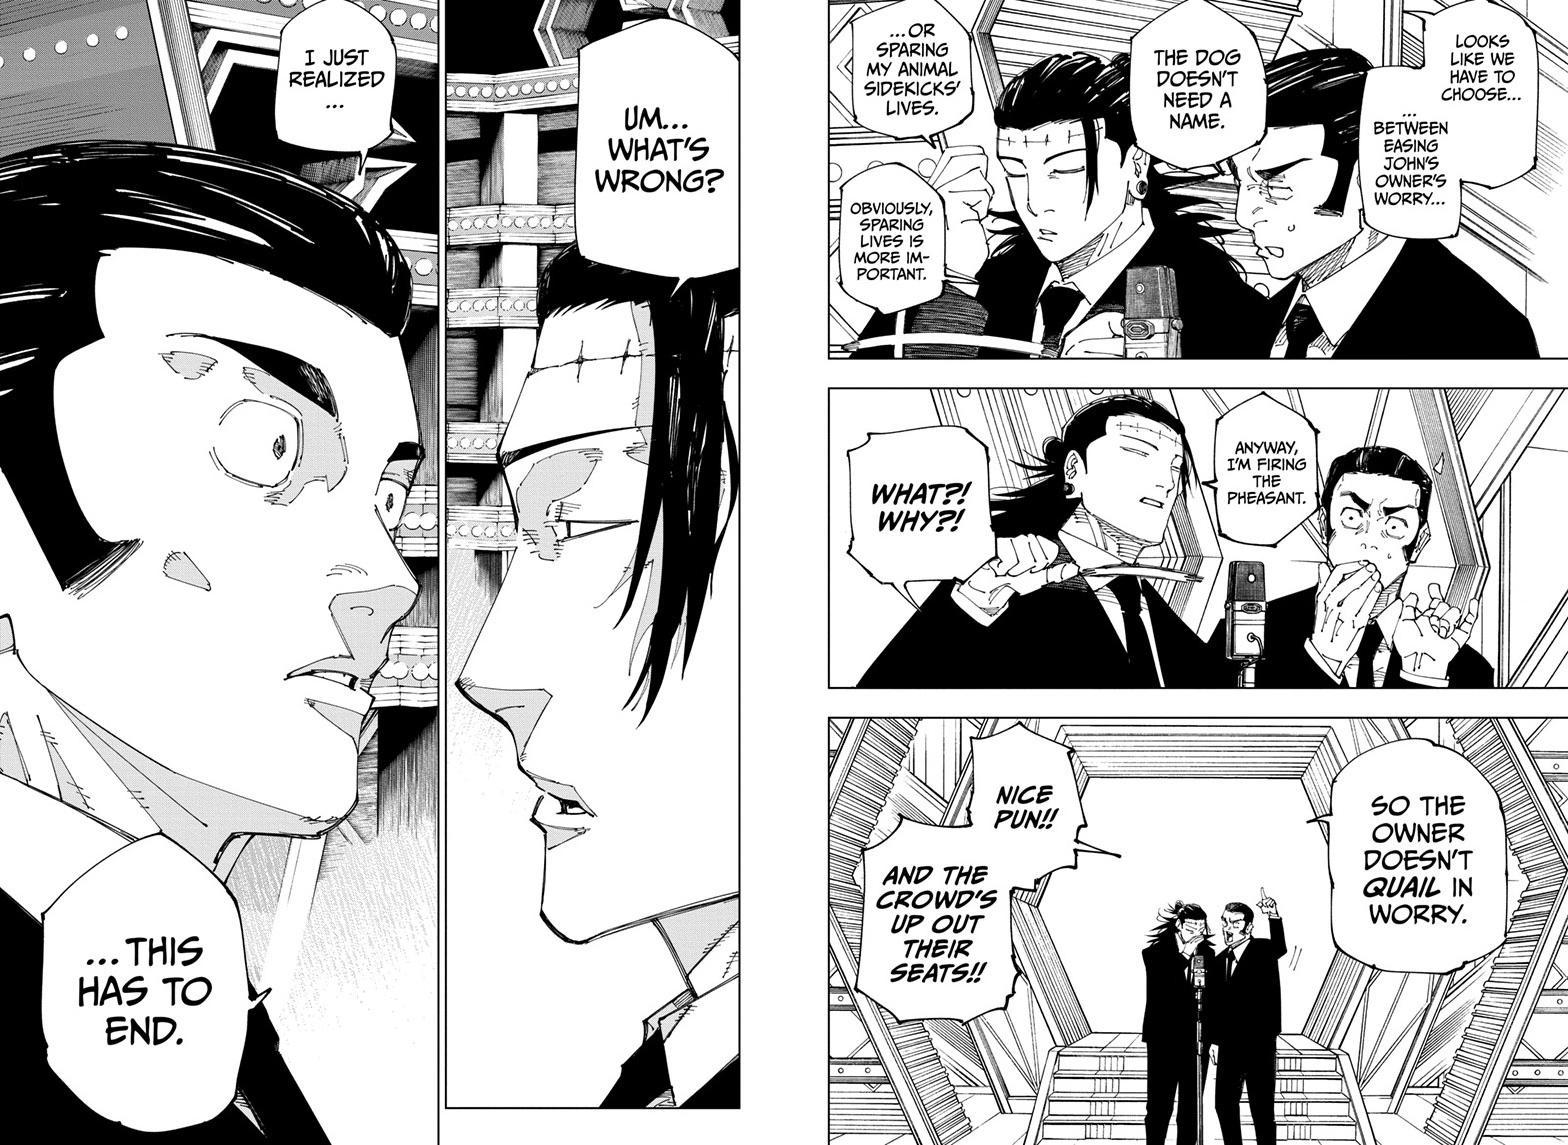 LOOKS
LIKE WE
HAVE TO
CHOOSE...
...
BETWEEN
EASING
JOHN'S
OWNER'S
WORRY...
THE DOG
DOESN'T
NEED A
NAME.
...OR
SPARING
MY ANIMAL
SIDEKICKS'
LIVES.
OBVIOUSLY,
SPARING
LIVES IS
MORE IM-
PORTANT.
ANYWAY,
I'M FIRING
THE
PHEASANT.
WHAT?!
WHY?!
SO THE
OWNER
DOESN'T
QUAIL IN
WORRY.
NICE
PUN!!
AND THE
CROWD'S
UP OUT
THEIR
SEATS!!
UM...
WHAT'S
WRONG?
I JUST
REALIZED
...
...THIS
HAS TO
END.